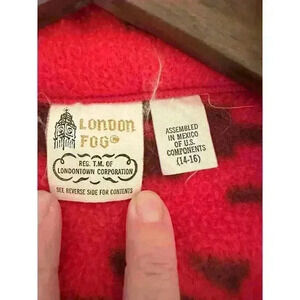 LONDON
FOG®
REG. T.M. OF
LONDONTOWN CORPORATION
SEE REVERSE SIDE FOR CONTENTS
ASSEMBLED
IN MEXICO
OF U.S.
COMPONENTS
(14-16)